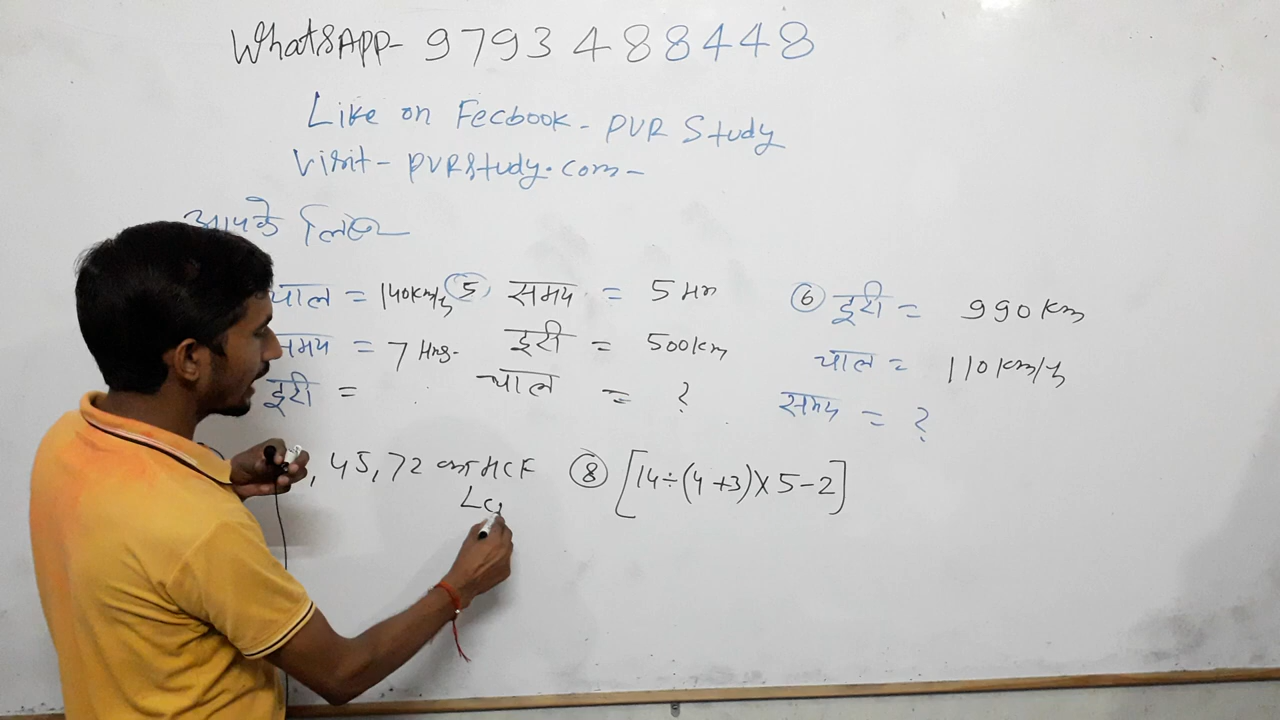 WhatsApp- 9793488448
Like on Fecbook - PVR Study
Visit - PVRStudy.com -
आपके लिए
चाल = 140km/h
समय = 7 Hrs.
दूरी =
5 समय = 5 Hrs
दूरी = 500km
चाल = ?
6 दूरी = 990km
चाल = 110km/h
समय = ?
, 45, 72 का HCF
LC
8 [14÷(4+3)×5-2]